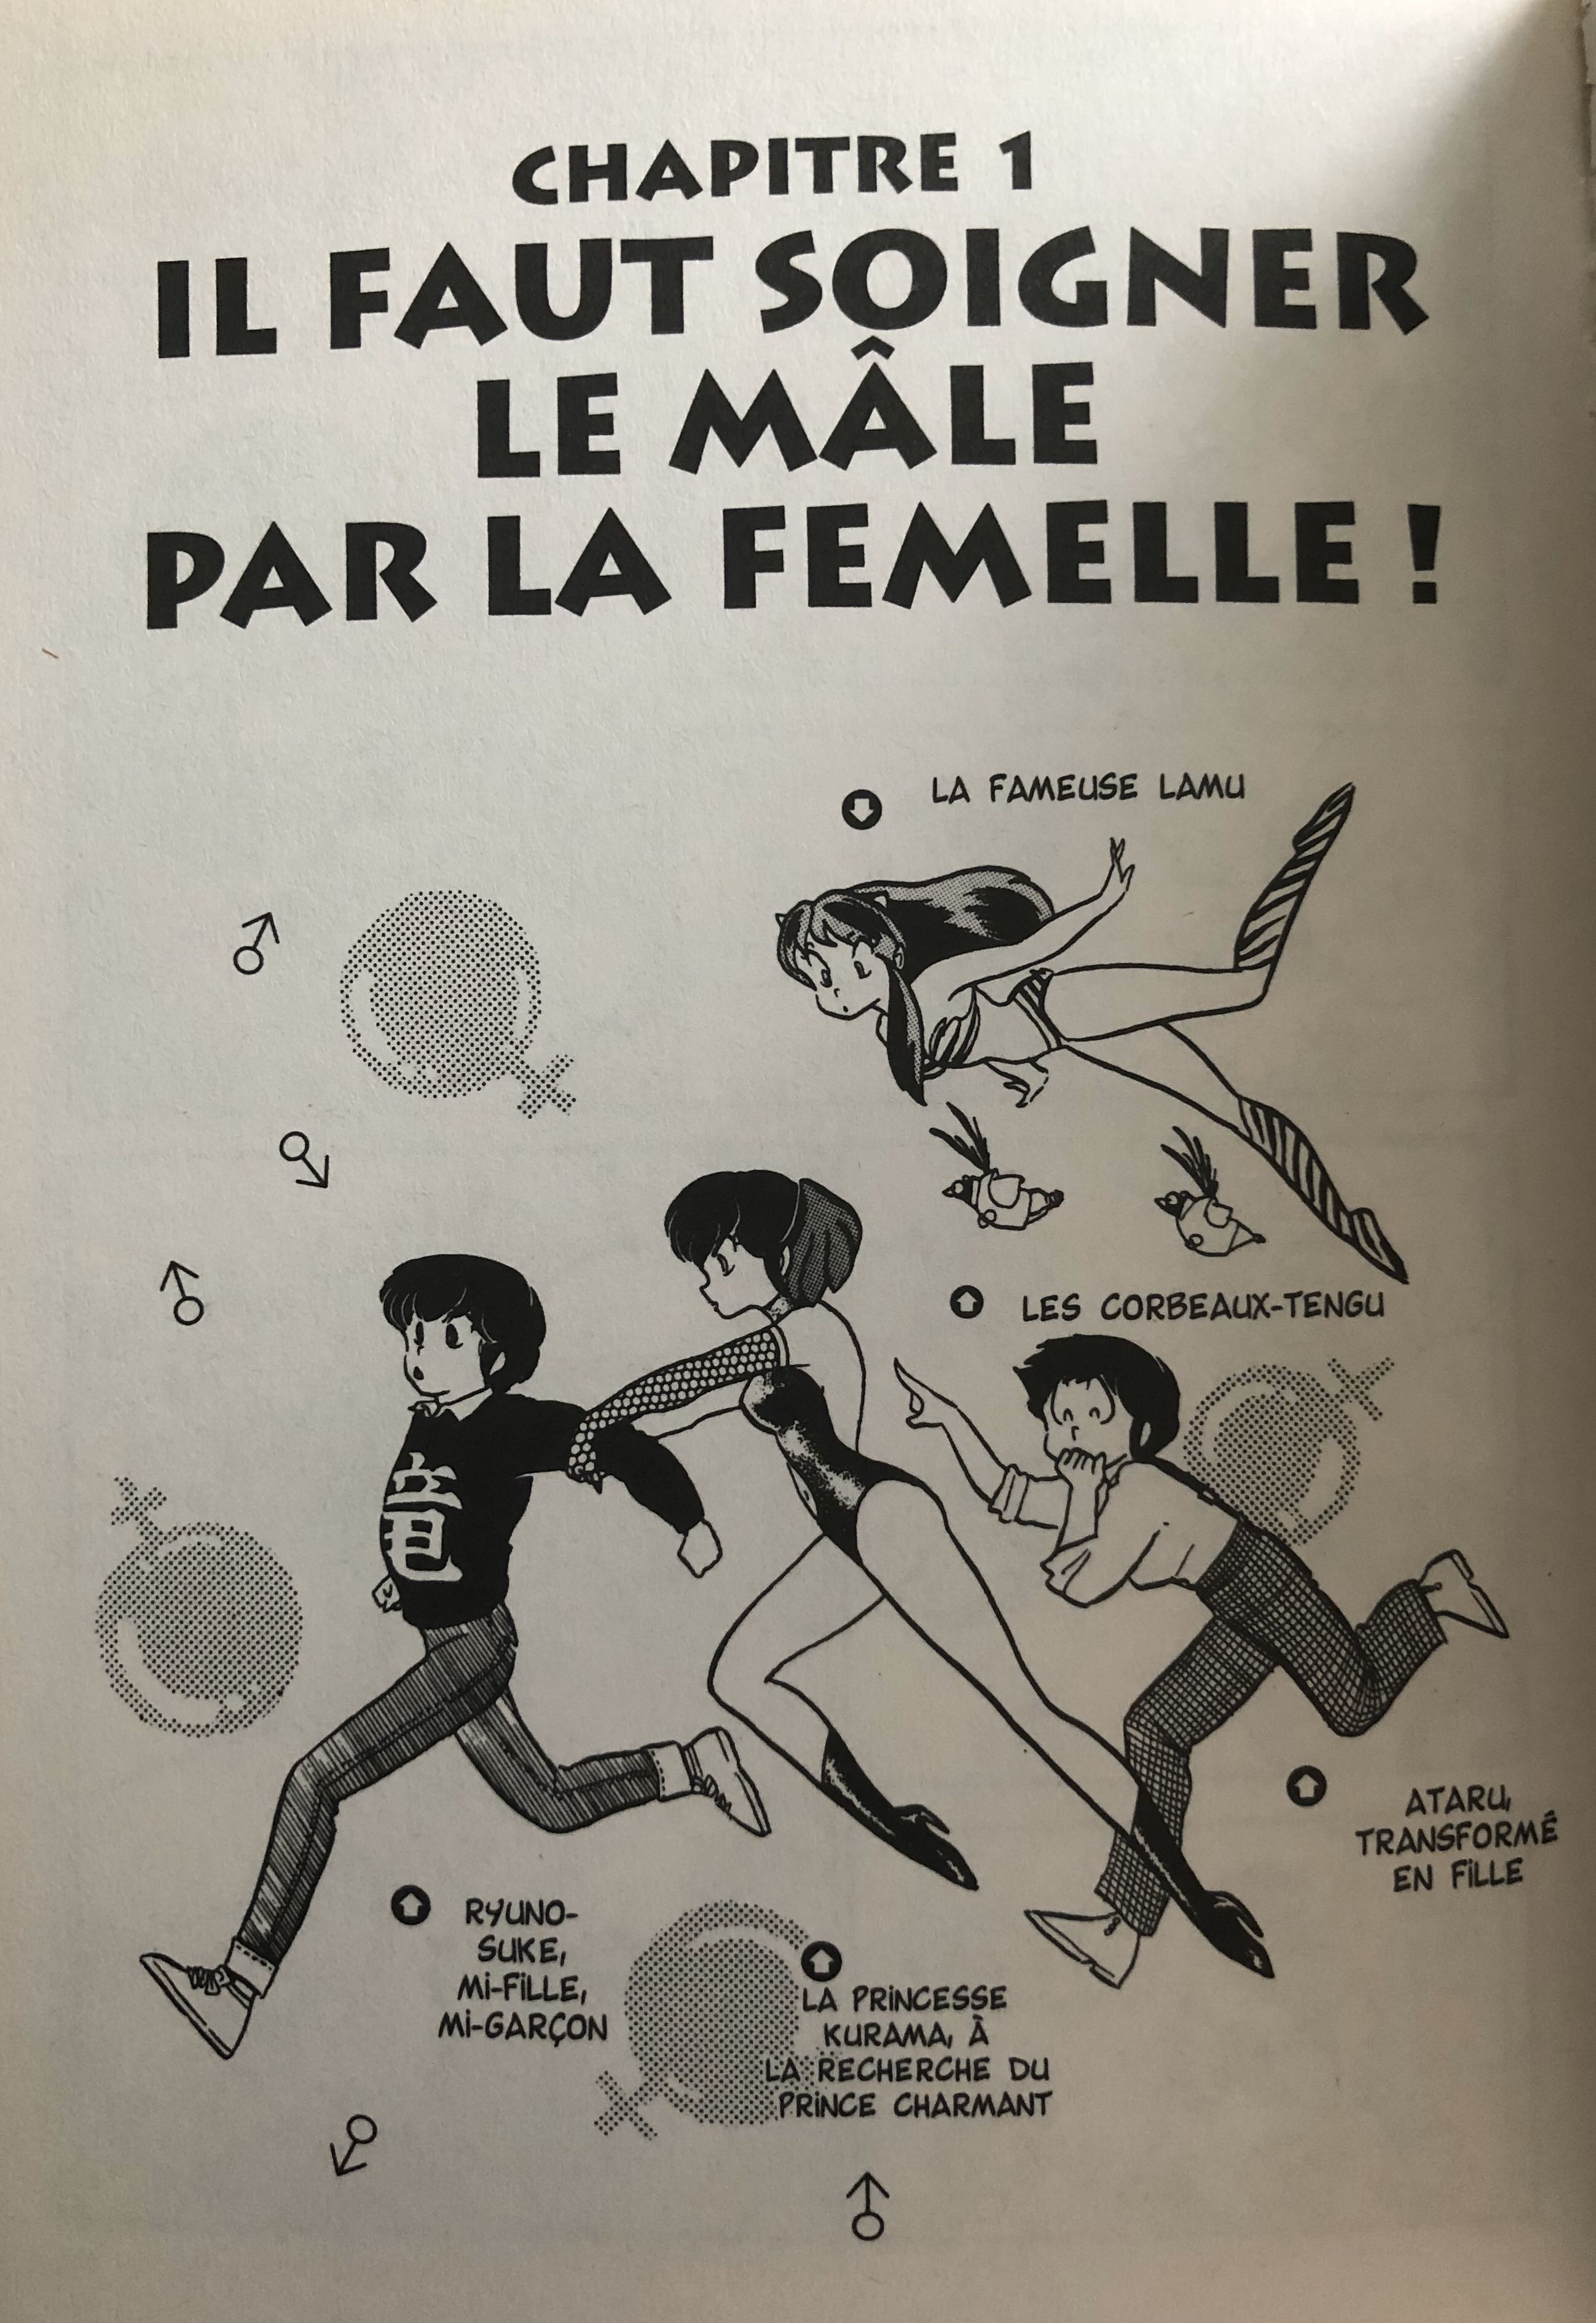 CHAPITRE 1
IL FAUT SOIGNER
LE MÂLE
PAR LA FEMELLE !
LA FAMEUSE LAMU
LES CORBEAUX-TENGU
竜
ATARU,
TRANSFORMÉ
EN FILLE
RYUNO-
SUKE,
MI-FILLE,
MI-GARÇON
LA PRINCESSE
KURAMA, À
LA RECHERCHE DU
PRINCE CHARMANT